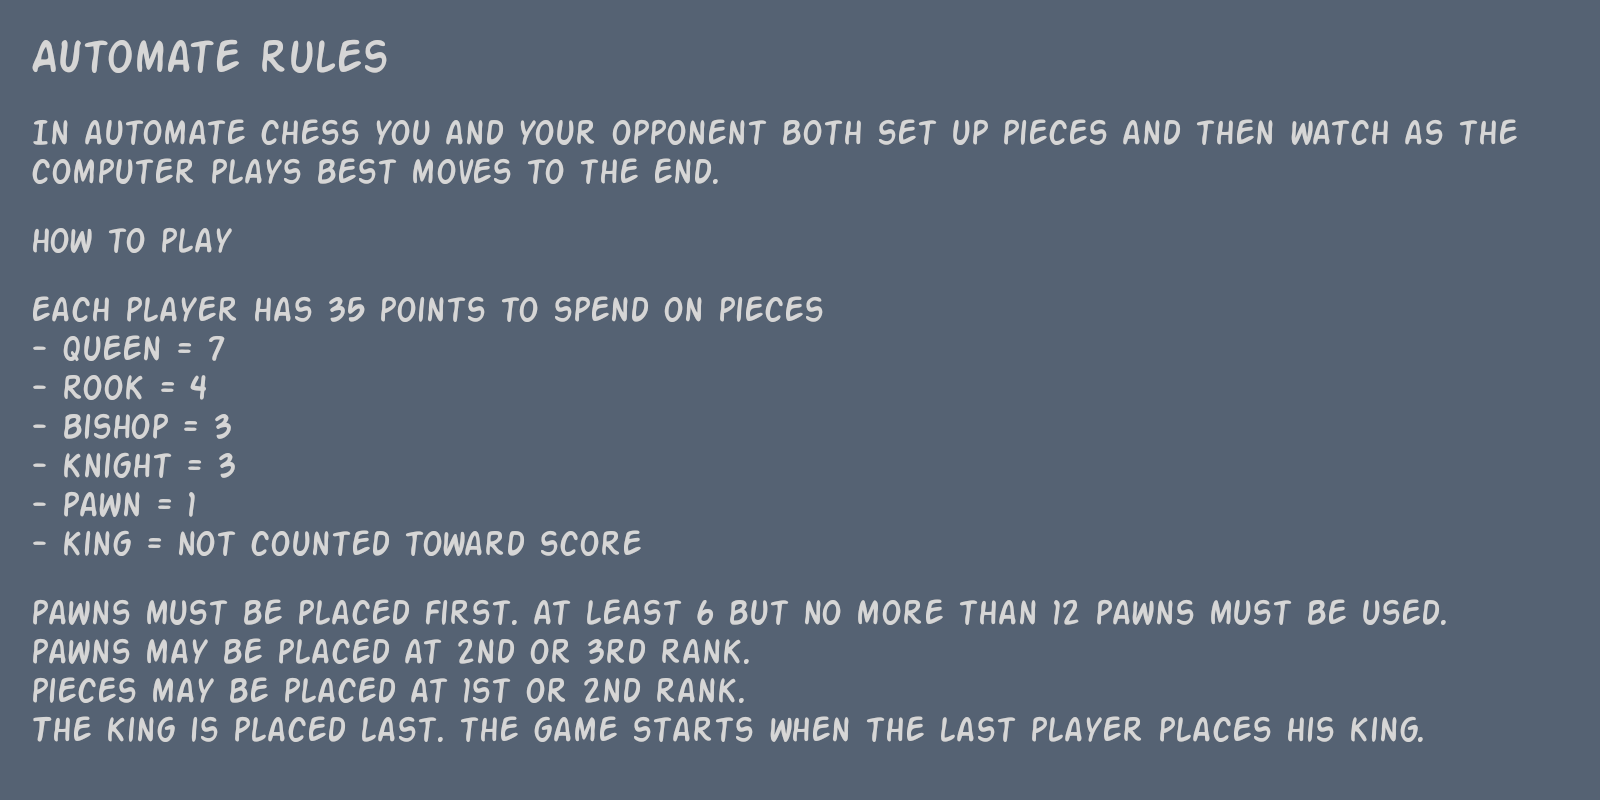 AUTOMATE RULES
IN AUTOMATE CHESS YOU AND YOUR OPPONENT BOTH SET UP PIECES AND THEN WATCH AS THE
COMPUTER PLAYS BEST MOVES TO THE END.
HOW TO PLAY
EACH PLAYER HAS 35 POINTS TO SPEND ON PIECES
- QUEEN = 7
- ROOK = 4
- BISHOP = 3
- KNIGHT = 3
- PAWN = 1
- KING = NOT COUNTED TOWARD SCORE
PAWNS MUST BE PLACED FIRST. AT LEAST 6 BUT NO MORE THAN 12 PAWNS MUST BE USED.
PAWNS MAY BE PLACED AT 2ND OR 3RD RANK.
PIECES MAY BE PLACED AT 1ST OR 2ND RANK.
THE KING IS PLACED LAST. THE GAME STARTS WHEN THE LAST PLAYER PLACES HIS KING.